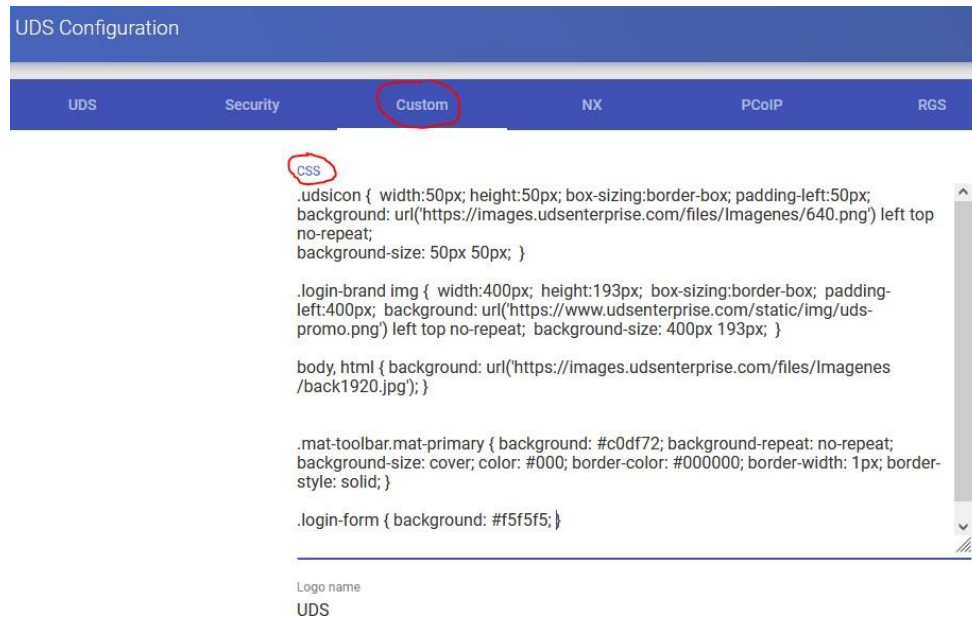 UDS Configuration
UDS Security Custom NX PCoIP RGS
CSS
.udsicon {  width:50px; height:50px; box-sizing:border-box; padding-left:50px;
background: url('https://images.udsenterprise.com/files/Imagenes/640.png') left top
no-repeat;
background-size: 50px 50px;  }
.login-brand img {  width:400px;  height:193px;  box-sizing:border-box;  padding-
left:400px;  background: url('https://www.udsenterprise.com/static/img/uds-
promo.png') left top no-repeat;  background-size: 400px 193px;  }
body, html { background: url('https://images.udsenterprise.com/files/Imagenes
/back1920.jpg'); }
.mat-toolbar.mat-primary { background: #c0df72; background-repeat: no-repeat;
background-size: cover; color: #000; border-color: #000000; border-width: 1px; border-
style: solid; }
.login-form { background: #f5f5f5; }
Logo name
UDS